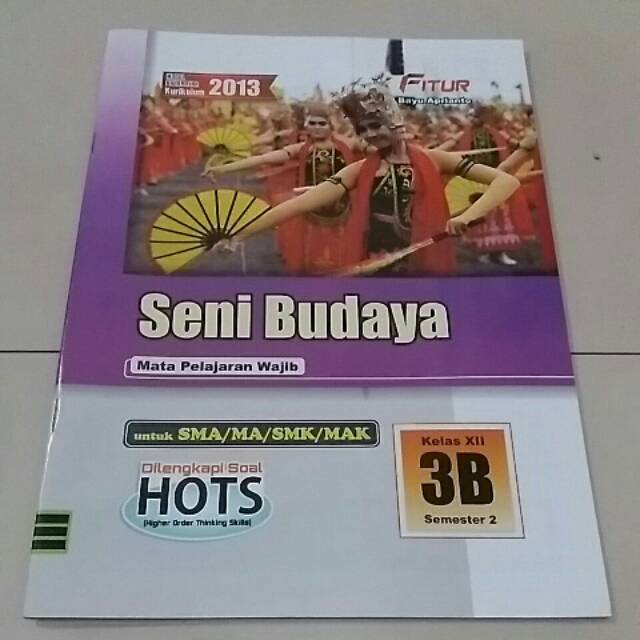 Kurikulum 2013
FITUR
Bayu Aprianto
Seni Budaya
Mata Pelajaran Wajib
untuk SMA/MA/SMK/MAK
Dilengkapi Soal
HOTS
(Higher Order Thinking Skills)
Kelas XII
3B
Semester 2